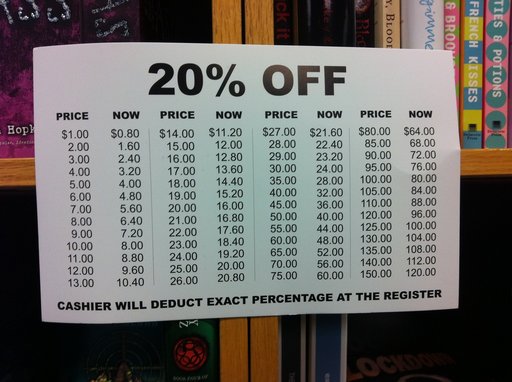 20% OFF
PRICE NOW PRICE NOW PRICE NOW PRICE NOW
$1.00 $0.80 $14.00 $11.20 $27.00 $21.60 $80.00 $64.00
2.00 1.60 15.00 12.00 28.00 22.40 85.00 68.00
3.00 2.40 16.00 12.80 29.00 23.20 90.00 72.00
4.00 3.20 17.00 13.60 30.00 24.00 95.00 76.00
5.00 4.00 18.00 14.40 35.00 28.00 100.00 80.00
6.00 4.80 19.00 15.20 40.00 32.00 105.00 84.00
7.00 5.60 20.00 16.00 45.00 36.00 110.00 88.00
8.00 6.40 21.00 16.80 50.00 40.00 120.00 96.00
9.00 7.20 22.00 17.60 55.00 44.00 125.00 100.00
10.00 8.00 23.00 18.40 60.00 48.00 130.00 104.00
11.00 8.80 24.00 19.20 65.00 52.00 135.00 108.00
12.00 9.60 25.00 20.00 70.00 56.00 140.00 112.00
13.00 10.40 26.00 20.80 75.00 60.00 150.00 120.00
CASHIER WILL DEDUCT EXACT PERCENTAGE AT THE REGISTER
FRENCH KISSES
& POTIONS
LOCKDOWN